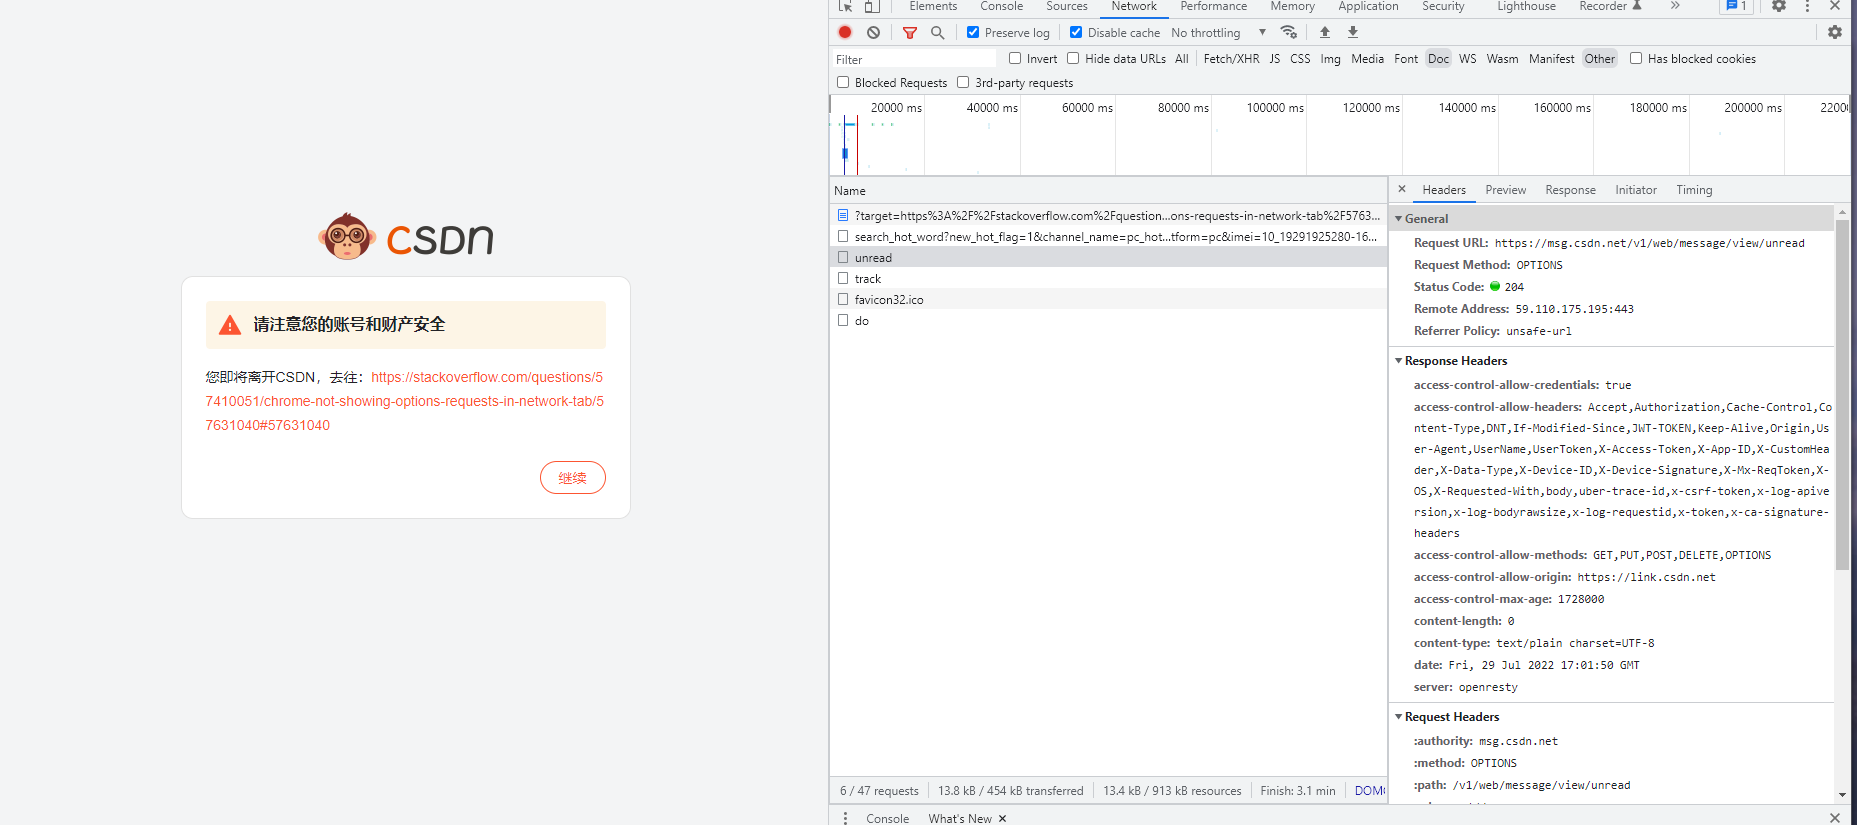 CSDN
请注意您的账号和财产安全
您即将离开CSDN，去往：https://stackoverflow.com/questions/5
7410051/chrome-not-showing-options-requests-in-network-tab/5
7631040#57631040
继续
Elements Console Sources Network Performance Memory Application Security Lighthouse Recorder 1
Preserve log Disable cache No throttling
Filter Invert Hide data URLs All Fetch/XHR JS CSS Img Media Font Doc WS Wasm Manifest Other Has blocked cookies
Blocked Requests 3rd-party requests
20000 ms 40000 ms 60000 ms 80000 ms 100000 ms 120000 ms 140000 ms 160000 ms 180000 ms 200000 ms 22000
Name
?target=https%3A%2F%2Fstackoverflow.com%2Fquestion...ons-requests-in-network-tab%2F5763...
search_hot_word?new_hot_flag=1&channel_name=pc_hot...tform=pc&imei=10_19291925280-16...
unread
track
favicon32.ico
do
6 / 47 requests 13.8 kB / 454 kB transferred 13.4 kB / 913 kB resources Finish: 3.1 min DOMC
Headers Preview Response Initiator Timing
General
Request URL: https://msg.csdn.net/v1/web/message/view/unread
Request Method: OPTIONS
Status Code: 204
Remote Address: 59.110.175.195:443
Referrer Policy: unsafe-url
Response Headers
access-control-allow-credentials: true
access-control-allow-headers: Accept,Authorization,Cache-Control,Co
ntent-Type,DNT,If-Modified-Since,JWT-TOKEN,Keep-Alive,Origin,Us
er-Agent,UserName,UserToken,X-Access-Token,X-App-ID,X-CustomHea
der,X-Data-Type,X-Device-ID,X-Device-Signature,X-Mx-ReqToken,X-
OS,X-Requested-With,body,uber-trace-id,x-csrf-token,x-log-apive
rsion,x-log-bodyrawsize,x-log-requestid,x-token,x-ca-signature-
headers
access-control-allow-methods: GET,PUT,POST,DELETE,OPTIONS
access-control-allow-origin: https://link.csdn.net
access-control-max-age: 1728000
content-length: 0
content-type: text/plain charset=UTF-8
date: Fri, 29 Jul 2022 17:01:50 GMT
server: openresty
Request Headers
:authority: msg.csdn.net
:method: OPTIONS
:path: /v1/web/message/view/unread
Console What's New